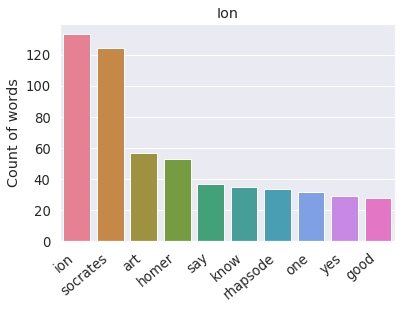 Ion
Count of words
120
100
80
60
40
20
0
ion
socrates
art
homer
say
know
rhapsode
one
yes
good